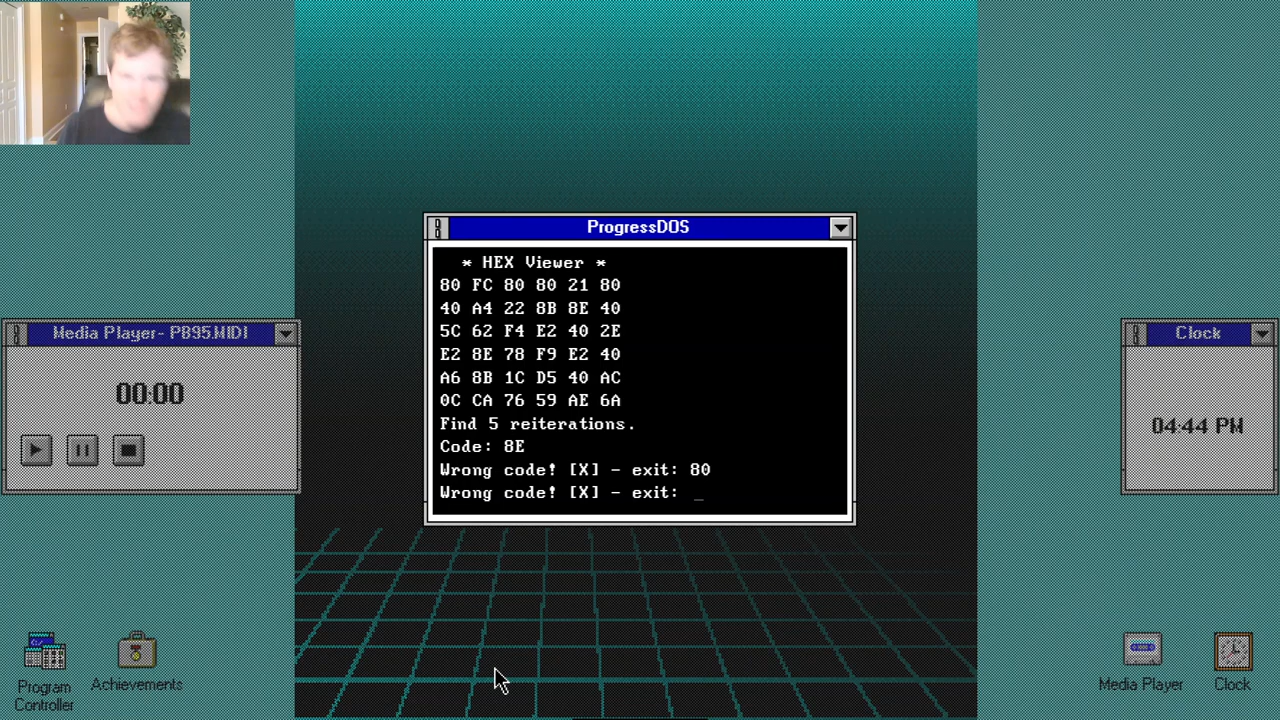 ProgressDOS
* HEX Viewer *
80 FC 80 80 21 80
40 A4 22 8B 8E 40
5C 62 F4 E2 40 2E
E2 8E 78 F9 E2 40
A6 8B 1C D5 40 AC
0C CA 76 59 AE 6A
Find 5 reiterations.
Code: 8E
Wrong code! [X] - exit: 80
Wrong code! [X] - exit: _
Media Player- PB95.MIDI
00:00
Clock
04:44 PM
Program
Controller
Achievements
Media Player
Clock